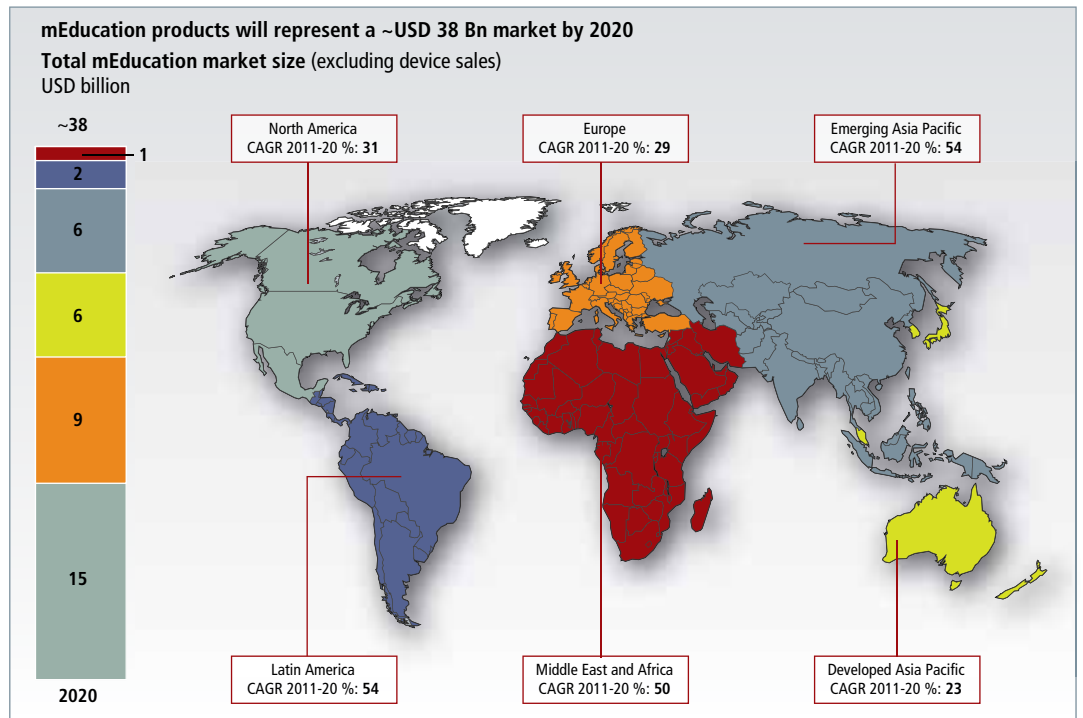 mEducation products will represent a ~USD 38 Bn market by 2020
Total mEducation market size (excluding device sales)
USD billion
~38
1
2
6
6
9
15
2020
North America
CAGR 2011-20 %: 31
Europe
CAGR 2011-20 %: 29
Emerging Asia Pacific
CAGR 2011-20 %: 54
Latin America
CAGR 2011-20 %: 54
Middle East and Africa
CAGR 2011-20 %: 50
Developed Asia Pacific
CAGR 2011-20 %: 23